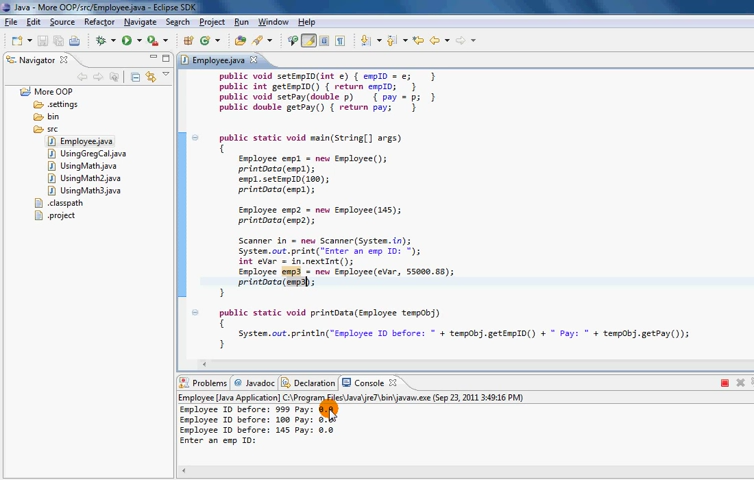 Java - More OOP/src/Employee.java - Eclipse SDK
File Edit Source Refactor Navigate Search Project Run Window Help
Navigator
More OOP
.settings
bin
src
Employee.java
UsingGregCal.java
UsingMath.java
UsingMath2.java
UsingMath3.java
.classpath
.project
Employee.java
public void setEmpID(int e) { empID = e; }
public int getEmpID() { return empID; }
public void setPay(double p) { pay = p; }
public double getPay() { return pay; }
public static void main(String[] args)
{
Employee emp1 = new Employee();
printData(emp1);
emp1.setEmpID(100);
printData(emp1);
Employee emp2 = new Employee(145);
printData(emp2);
Scanner in = new Scanner(System.in);
System.out.print("Enter an emp ID: ");
int eVar = in.nextInt();
Employee emp3 = new Employee(eVar, 55000.88);
printData(emp3);
}
public static void printData(Employee tempObj)
{
System.out.println("Employee ID before: " + tempObj.getEmpID() + " Pay: " + tempObj.getPay());
}
Problems @ Javadoc Declaration Console
Employee [Java Application] C:\Program Files\Java\jre7\bin\javaw.exe (Sep 23, 2011 3:49:16 PM)
Employee ID before: 999 Pay: 0.0
Employee ID before: 100 Pay: 0.0
Employee ID before: 145 Pay: 0.0
Enter an emp ID: